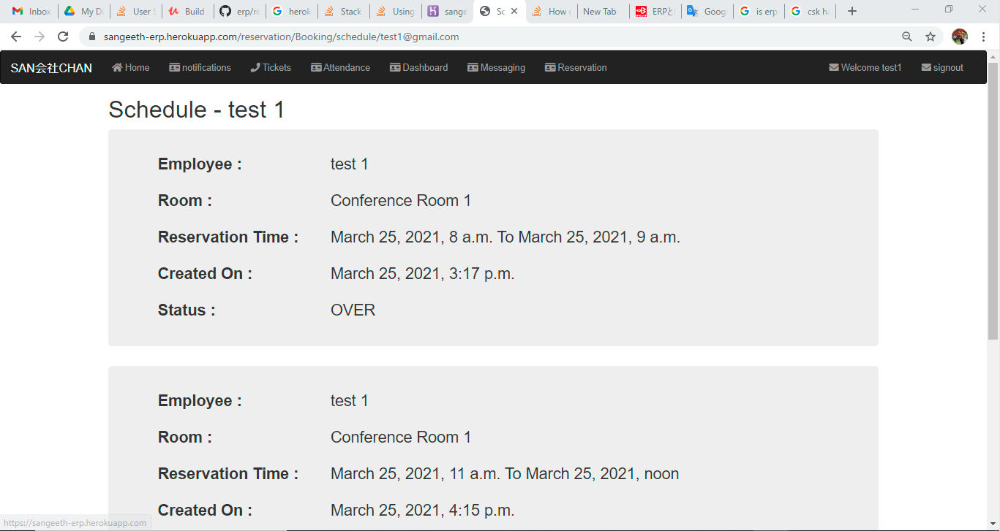 Inbox My Dr User S Build erp/re herok Stack Using sange Sc How c New Tab ERPと Goog is erp csk ha
sangeeth-erp.herokuapp.com/reservation/Booking/schedule/test1@gmail.com
SAN会社CHAN Home notifications Tickets Attendance Dashboard Messaging Reservation Welcome test1 signout
Schedule - test 1
Employee : test 1
Room : Conference Room 1
Reservation Time : March 25, 2021, 8 a.m. To March 25, 2021, 9 a.m.
Created On : March 25, 2021, 3:17 p.m.
Status : OVER
Employee : test 1
Room : Conference Room 1
Reservation Time : March 25, 2021, 11 a.m. To March 25, 2021, noon
Created On : March 25, 2021, 4:15 p.m.
https://sangeeth-erp.herokuapp.com